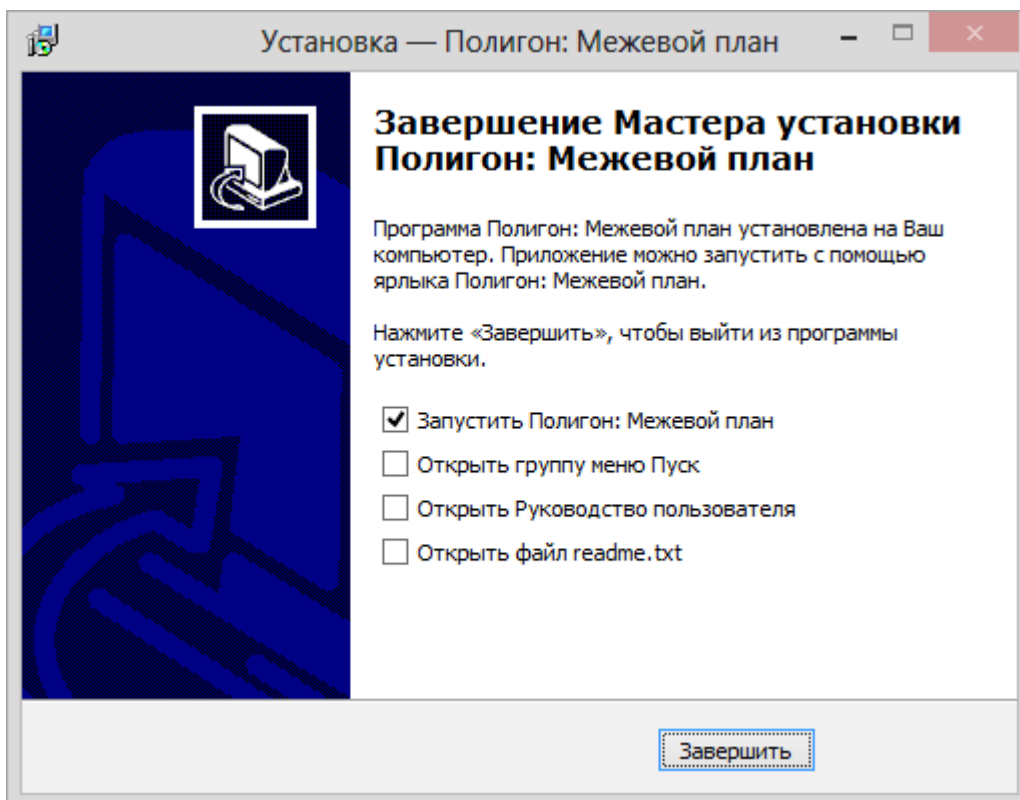 Установка — Полигон: Межевой план
Завершение Мастера установки
Полигон: Межевой план
Программа Полигон: Межевой план установлена на Ваш
компьютер. Приложение можно запустить с помощью
ярлыка Полигон: Межевой план.
Нажмите «Завершить», чтобы выйти из программы
установки.
Запустить Полигон: Межевой план
Открыть группу меню Пуск
Открыть Руководство пользователя
Открыть файл readme.txt
Завершить